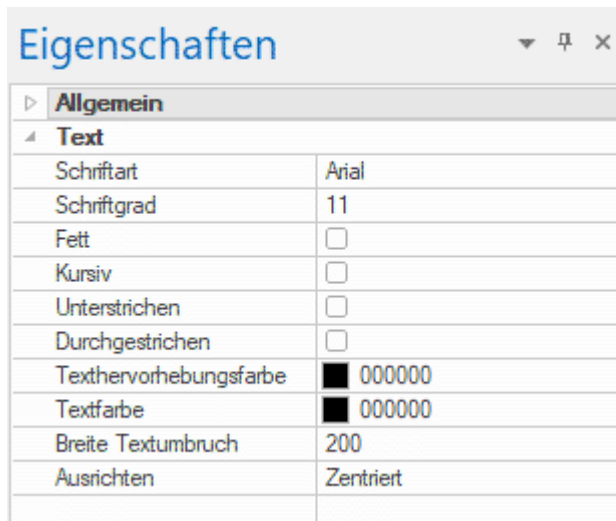 Eigenschaften
Allgemein
Text
Schriftart Arial
Schriftgrad 11
Fett
Kursiv
Unterstrichen
Durchgestrichen
Texthervorhebungsfarbe 000000
Textfarbe 000000
Breite Textumbruch 200
Ausrichten Zentriert